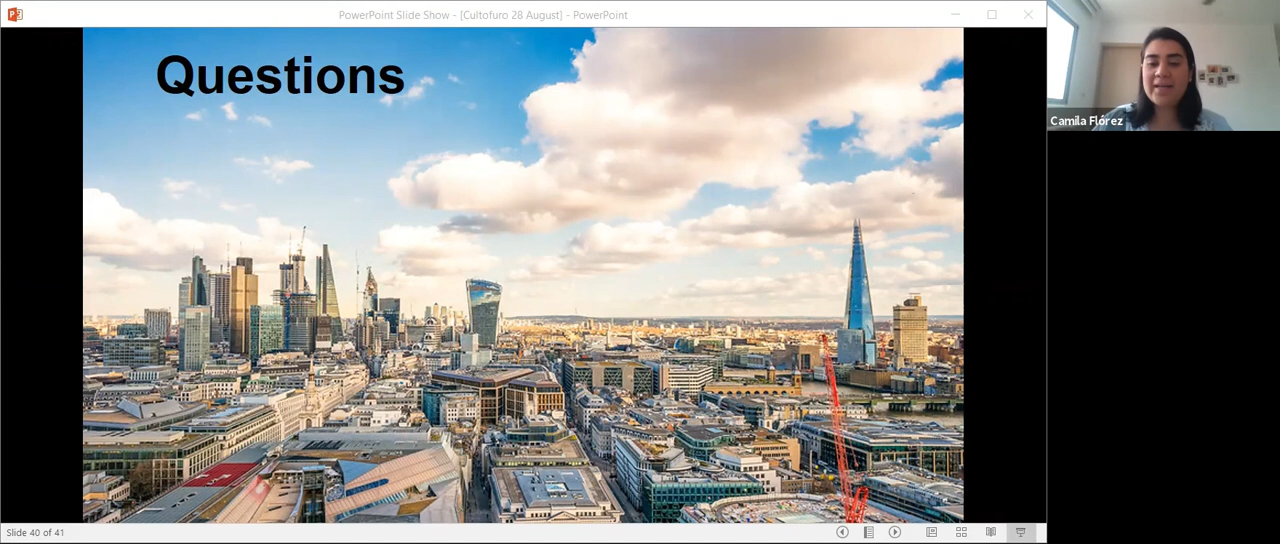 PowerPoint Slide Show - [Cultofuro 28 August] - PowerPoint
Questions
Camila Flórez
Slide 40 of 41